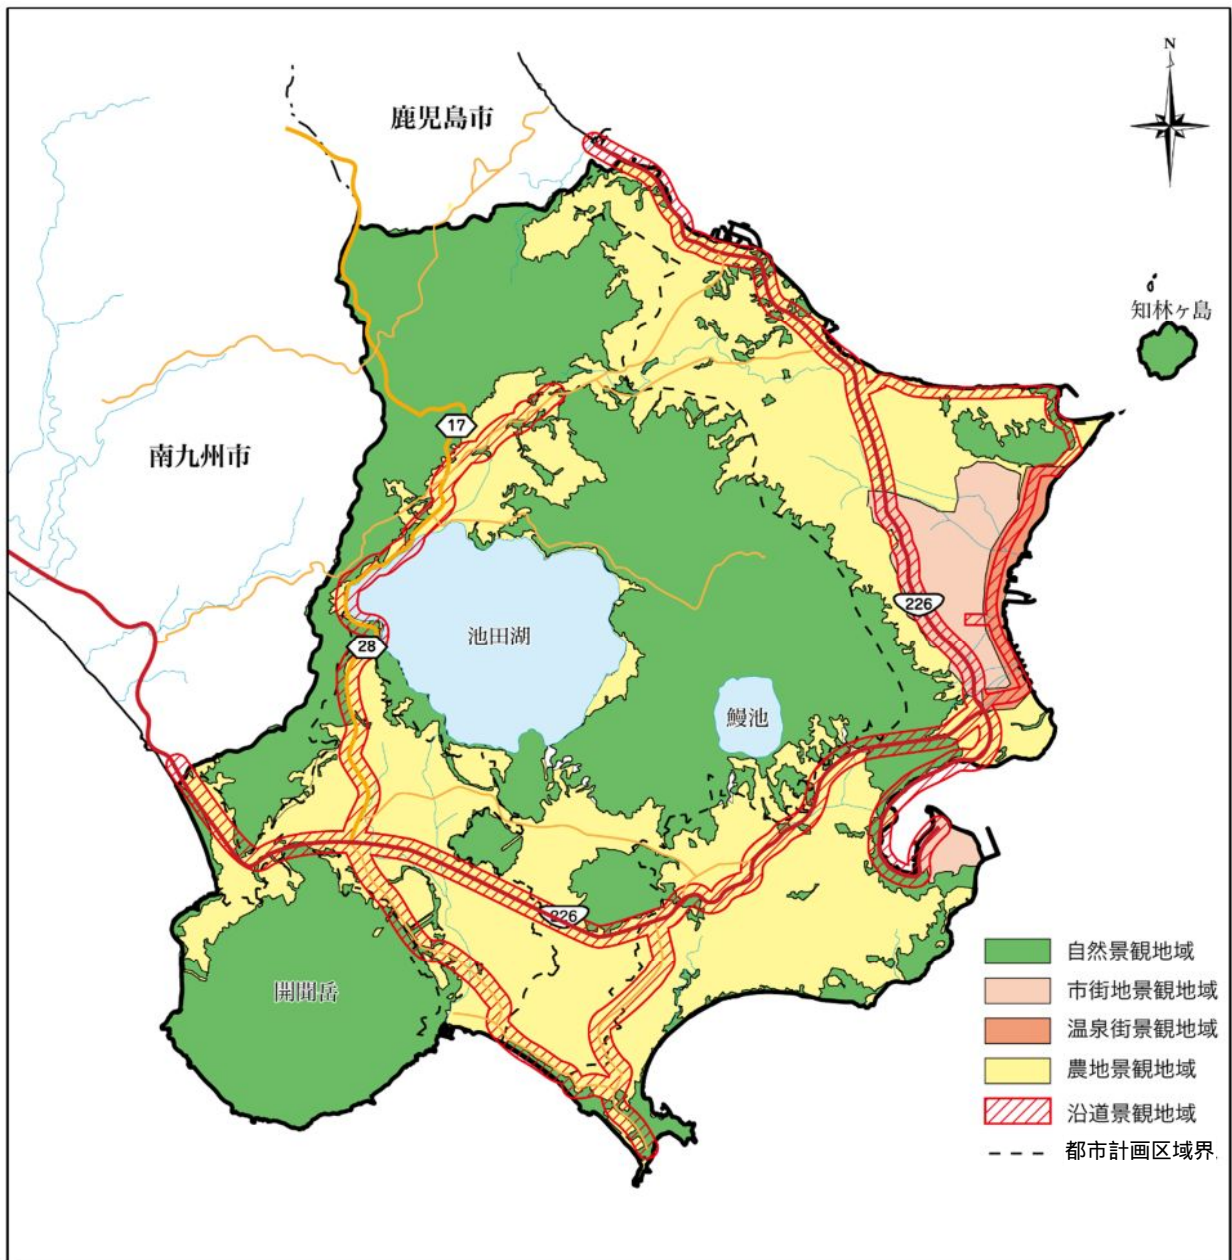 N
鹿児島市
知林ヶ島
17
南九州市
226
池田湖
28
鰻池
226
開聞岳
自然景観地域
市街地景観地域
温泉街景観地域
農地景観地域
沿道景観地域
都市計画区域界